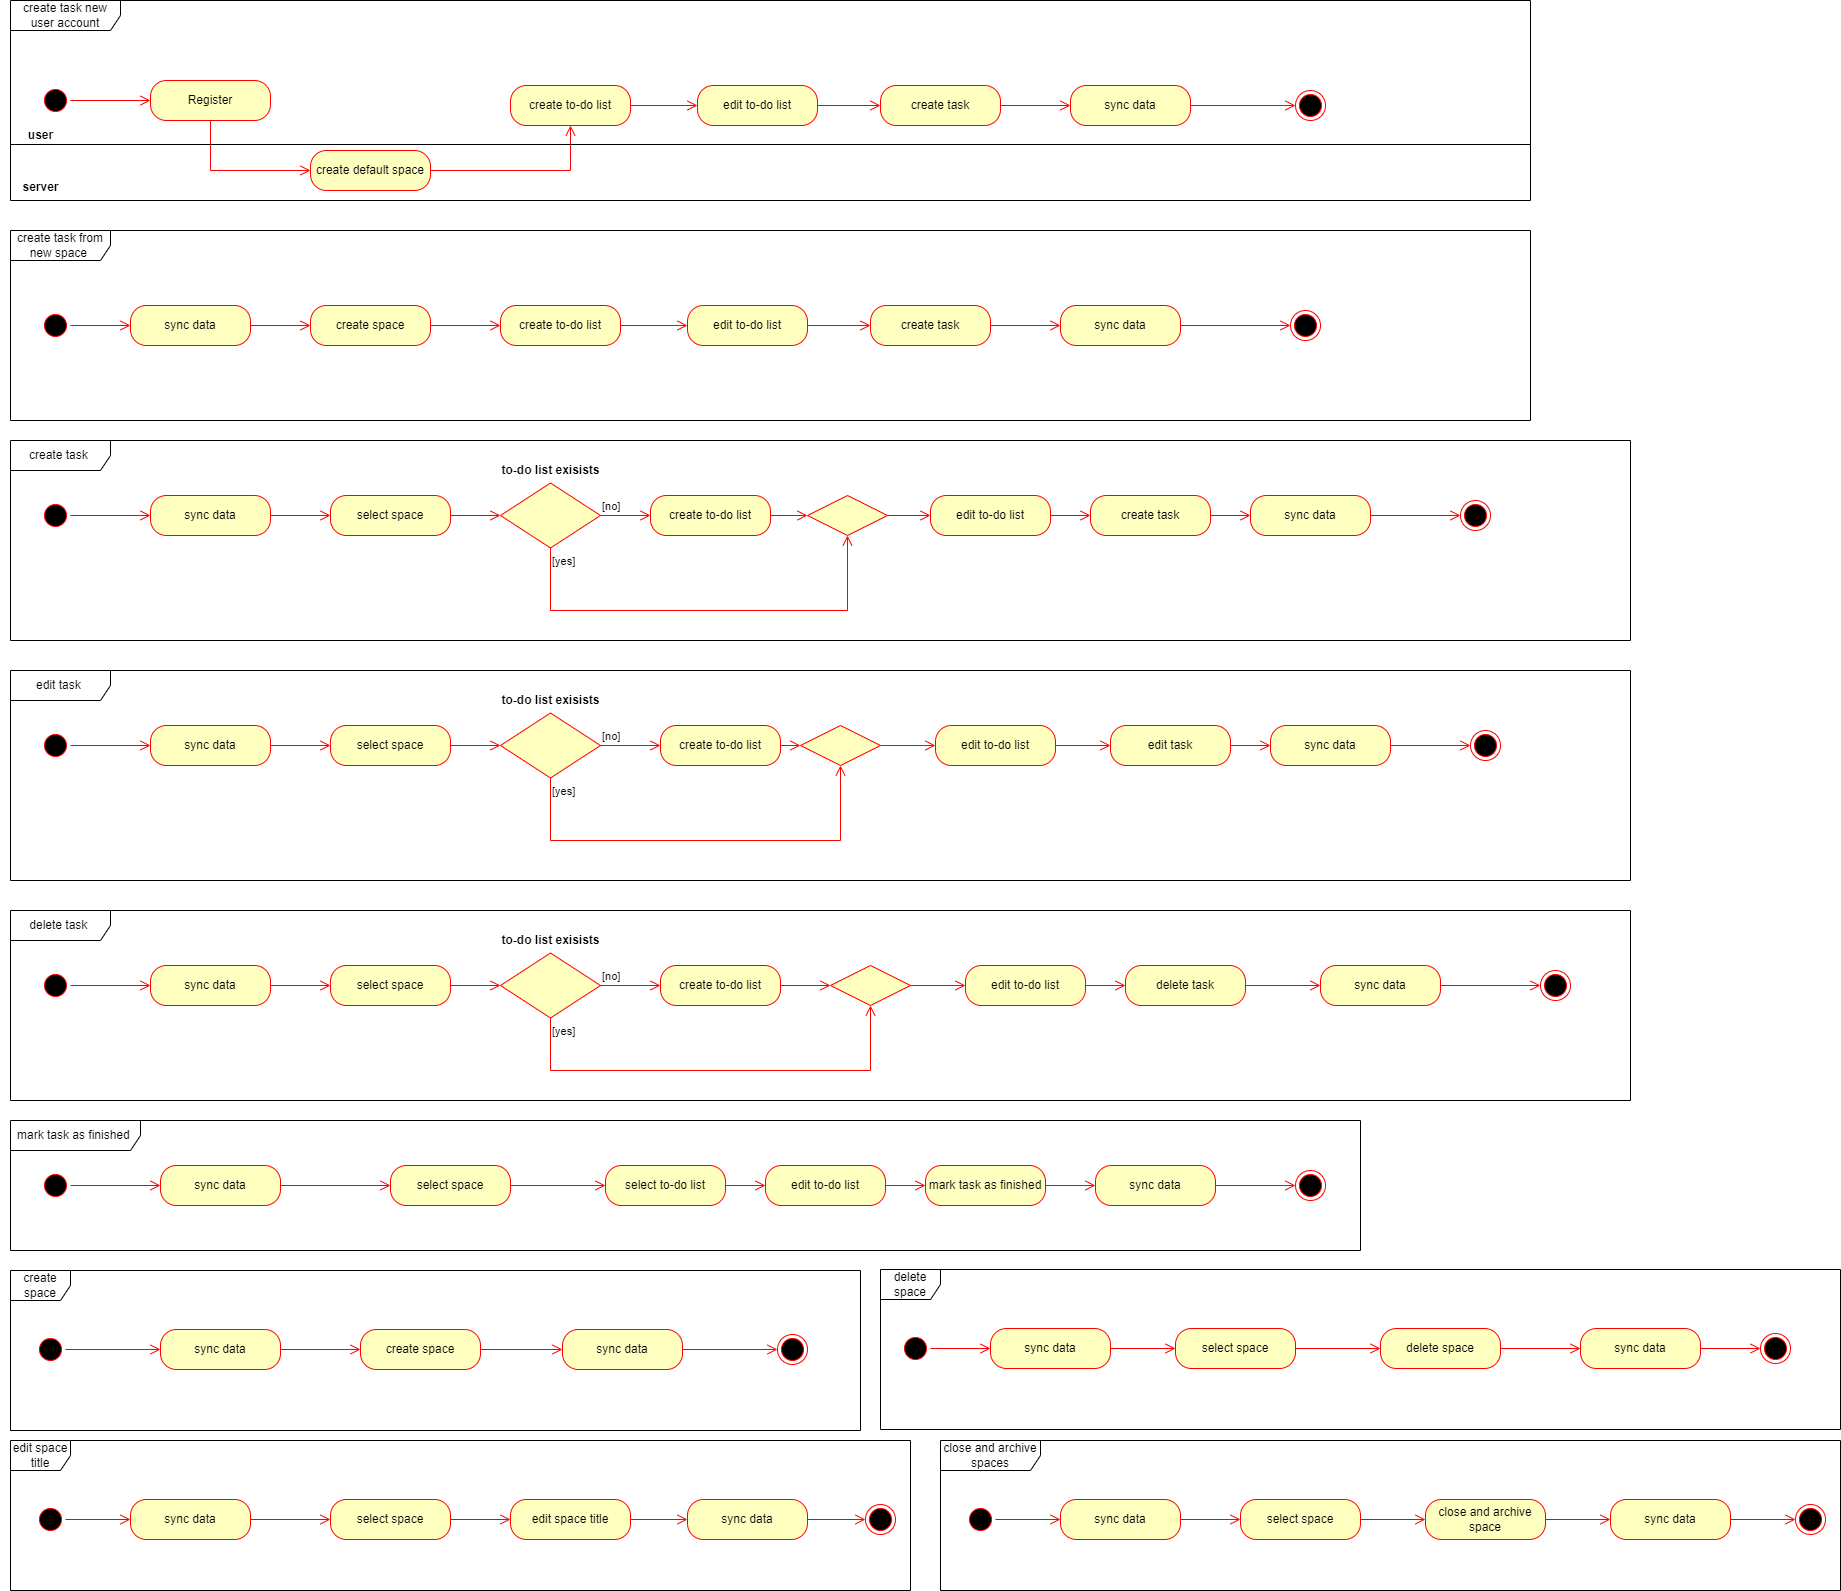 create task new
user account
Register
create to-do list
edit to-do list
create task
sync data
user
create default space
server
create task from
new space
sync data
create space
create to-do list
edit to-do list
create task
sync data
create task
to-do list exisists
sync data
select space
[no]
create to-do list
edit to-do list
create task
sync data
[yes]
edit task
to-do list exisists
sync data
select space
[no]
create to-do list
edit to-do list
edit task
sync data
[yes]
delete task
to-do list exisists
sync data
select space
[no]
create to-do list
edit to-do list
delete task
sync data
[yes]
mark task as finished
sync data
select space
select to-do list
edit to-do list
mark task as finished
sync data
create
space
sync data
create space
sync data
delete
space
sync data
select space
delete space
sync data
edit space
title
sync data
select space
edit space title
sync data
close and archive
spaces
sync data
select space
close and archive
space
sync data